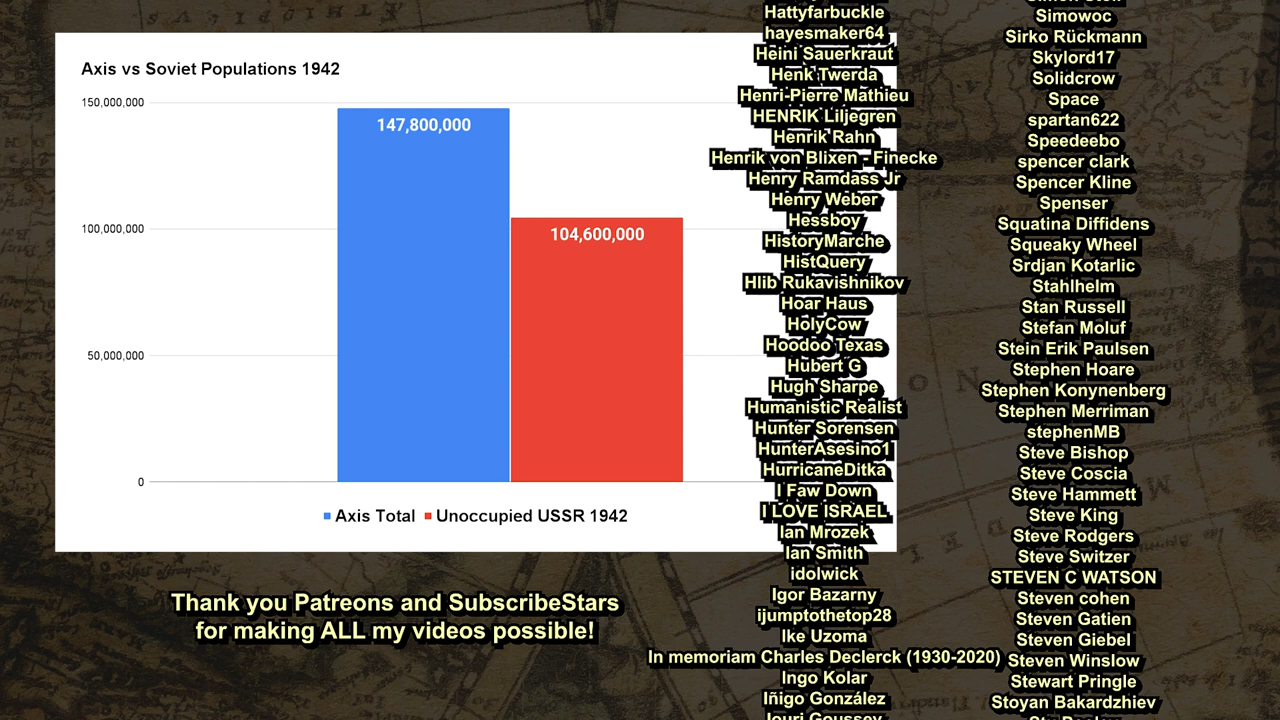 Axis vs Soviet Populations 1942
150,000,000
147,800,000
100,000,000
104,600,000
50,000,000
0
Axis Total
Unoccupied USSR 1942
Thank you Patreons and SubscribeStars
for making ALL my videos possible!
Hattyfarbuckle
hayesmaker64
Heini Sauerkraut
Henk Twerda
Henri-Pierre Mathieu
HENRIK Liljegren
Henrik Rahn
Henrik von Blixen - Finecke
Henry Ramdass Jr
Henry Weber
Hessboy
HistoryMarche
HistQuery
Hlib Rukavishnikov
Hoar Haus
HolyCow
Hoodoo Texas
Hubert G
Hugh Sharpe
Humanistic Realist
Hunter Sorensen
HunterAsesino1
HurricaneDitka
I Faw Down
I LOVE ISRAEL
Ian Mrozek
Ian Smith
idolwick
Igor Bazarny
ijumptothetop28
Ike Uzoma
In memoriam Charles Declerck (1930-2020)
Ingo Kolar
Iñigo González
Iouri Goussev
Simowoc
Sirko Rückmann
Skylord17
Solidcrow
Space
spartan622
Speedeebo
spencer clark
Spencer Kline
Spenser
Squatina Diffidens
Squeaky Wheel
Srdjan Kotarlic
Stahlhelm
Stan Russell
Stefan Moluf
Stein Erik Paulsen
Stephen Hoare
Stephen Konynenberg
Stephen Merriman
stephenMB
Steve Bishop
Steve Coscia
Steve Hammett
Steve King
Steve Rodgers
Steve Switzer
STEVEN C WATSON
Steven cohen
Steven Gatien
Steven Giebel
Steven Winslow
Stewart Pringle
Stoyan Bakardzhiev